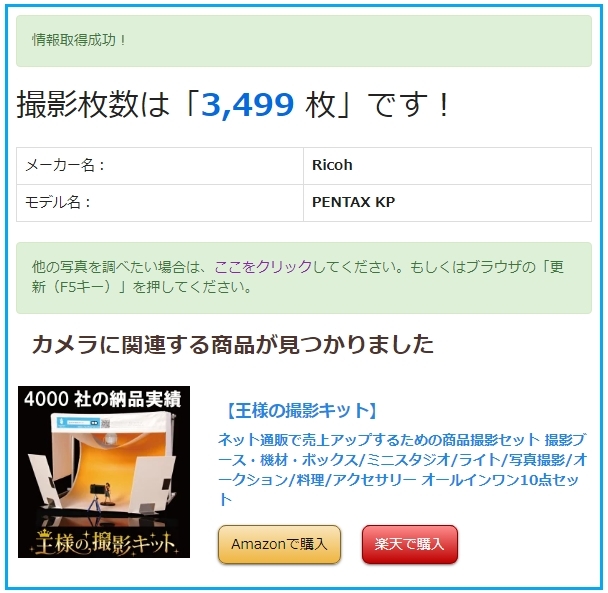 情報取得成功！
撮影枚数は「3,499 枚」です！
メーカー名： Ricoh
モデル名： PENTAX KP
他の写真を調べたい場合は、ここをクリックしてください。もしくはブラウザの「更
新（F5キー）」を押してください。
カメラに関連する商品が見つかりました
4000 社の納品実績
王様の撮影キット
【王様の撮影キット】
ネット通販で売上アップするための商品撮影セット 撮影ブ
ース・機材・ボックス/ミニスタジオ/ライト/写真撮影/オ
ークション/料理/アクセサリー オールインワン10点セッ
ト
Amazonで購入
楽天で購入